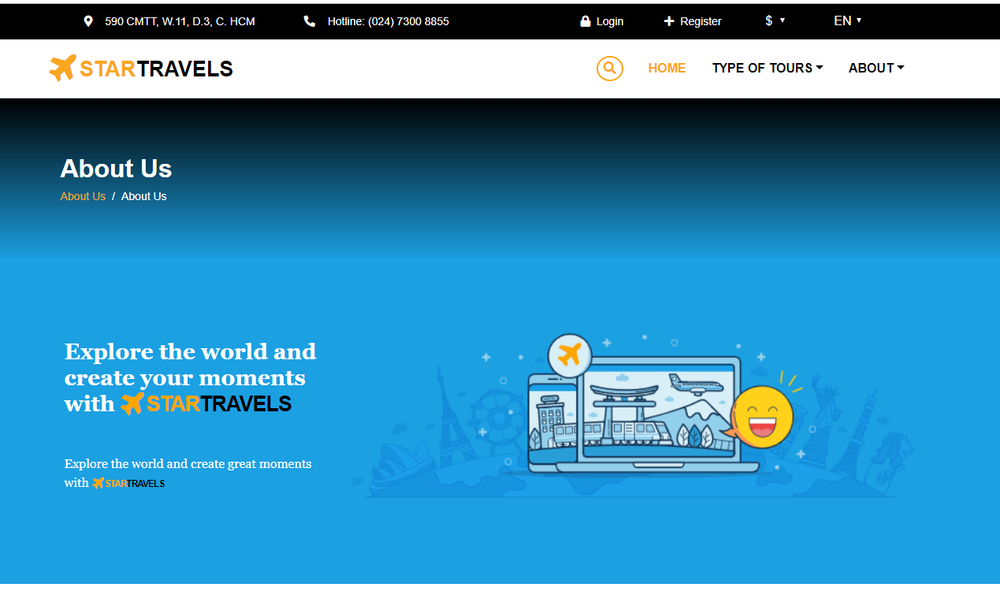 590 CMTT, W.11, D.3, C. HCM Hotline: (024) 7300 8855 Login Register $ EN
STARTRAVELS HOME TYPE OF TOURS ABOUT
About Us
About Us / About Us
Explore the world and
create your moments
with STARTRAVELS
Explore the world and create great moments
with STARTRAVELS